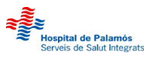 Hospital de Palamós
Serveis de Salut Integrats